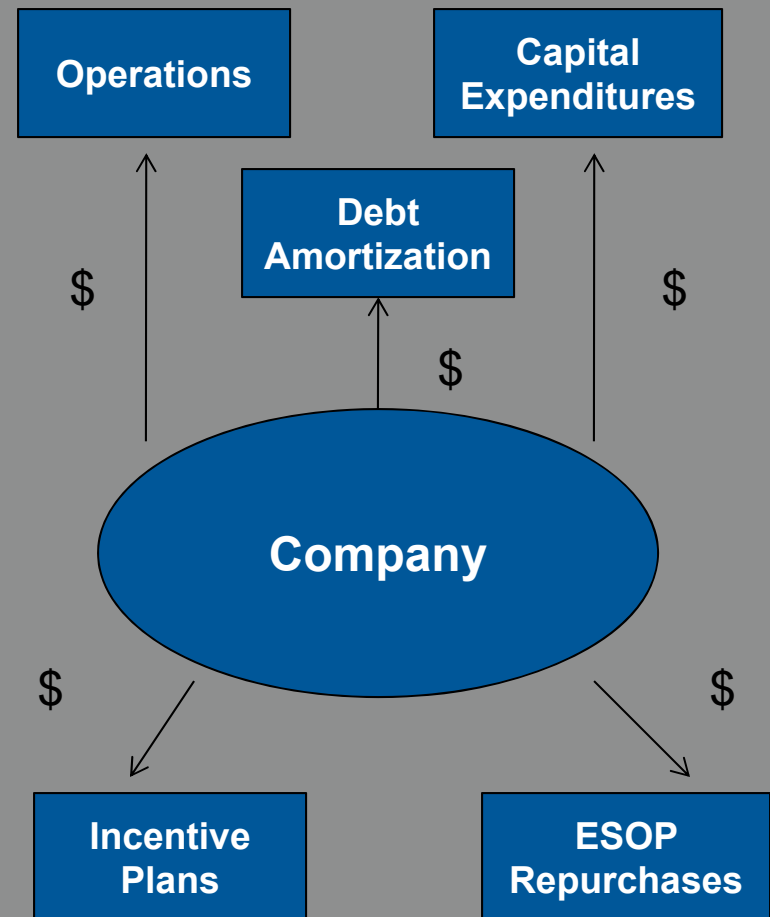 Operations
Capital
Expenditures
Debt
Amortization
$
$
$
Company
$
$
Incentive
Plans
ESOP
Repurchases